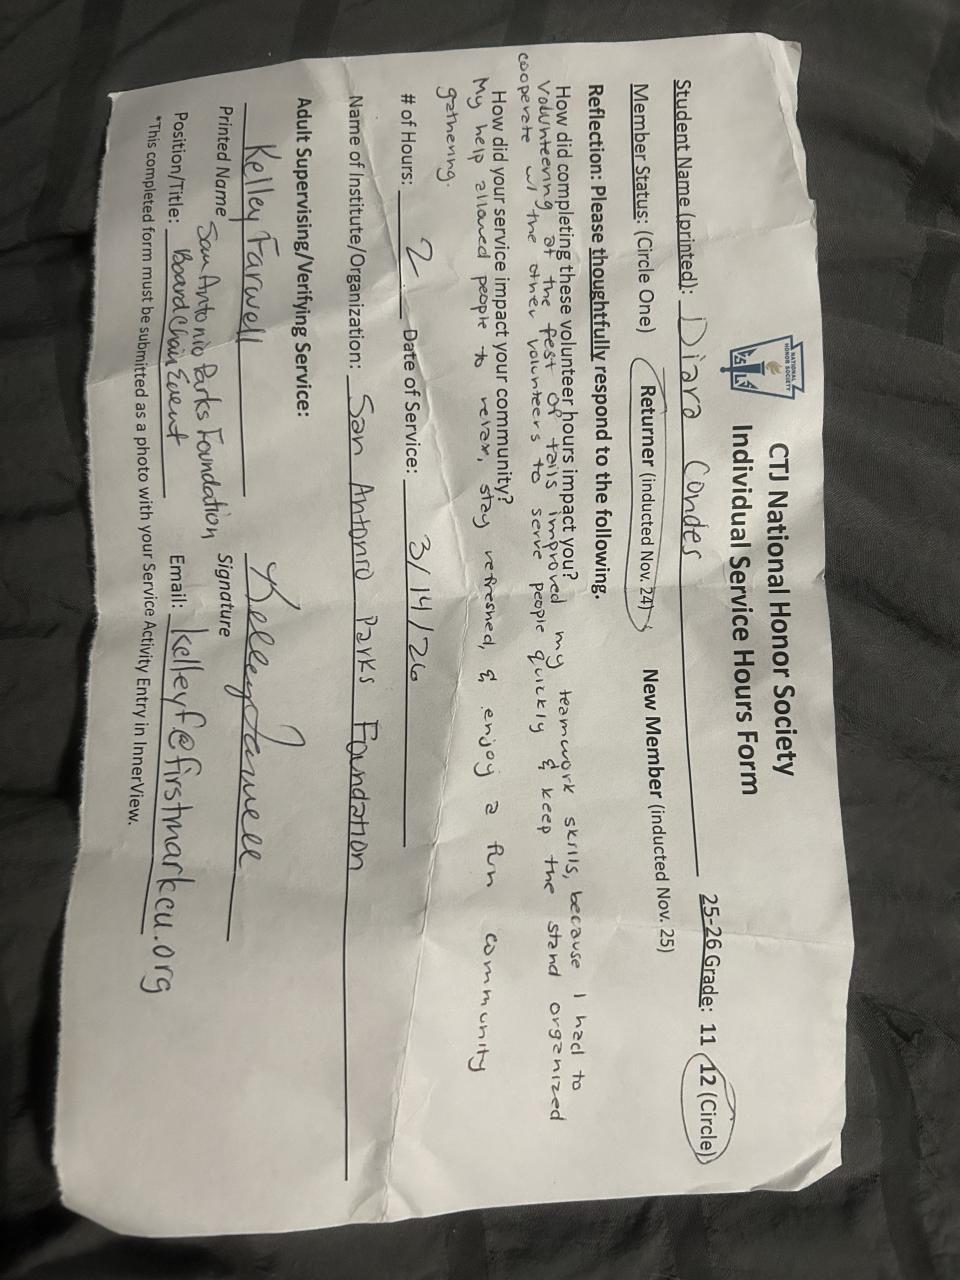 NATIONAL
HONOR SOCIETY
CTJ National Honor Society
Individual Service Hours Form
Student Name (printed): Diara Condes 25-26 Grade: 11 12 (Circle)
Member Status: (Circle One) Returner (inducted Nov. 24) New Member (inducted Nov. 25)
Reflection: Please thoughtfully respond to the following.
How did completing these volunteer hours impact you?
Volunteering at the fest of tails improved my teamwork skills, because I had to
cooperate w/ the other volunteers to serve people quickly & keep the stand organized
How did your service impact your community?
My help allowed people to relax, stay refreshed, & enjoy a fun community
gathering.
# of Hours: 2 Date of Service: 3/14/26
Name of Institute/Organization: San Antonio Parks Foundation
Adult Supervising/Verifying Service:
Kelley Farwell Kelley Farwell
Printed Name Signature
San Antonio Parks Foundation
Position/Title: Board Chair Event Email: kelleyf@firstmarkcu.org
*This completed form must be submitted as a photo with your Service Activity Entry in InnerView.